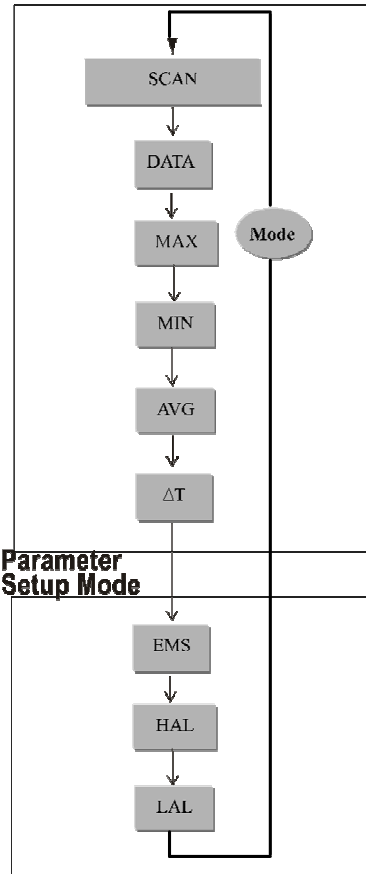 SCAN
DATA
MAX
Mode
MIN
AVG
ΔT
Parameter
Setup Mode
EMS
HAL
LAL